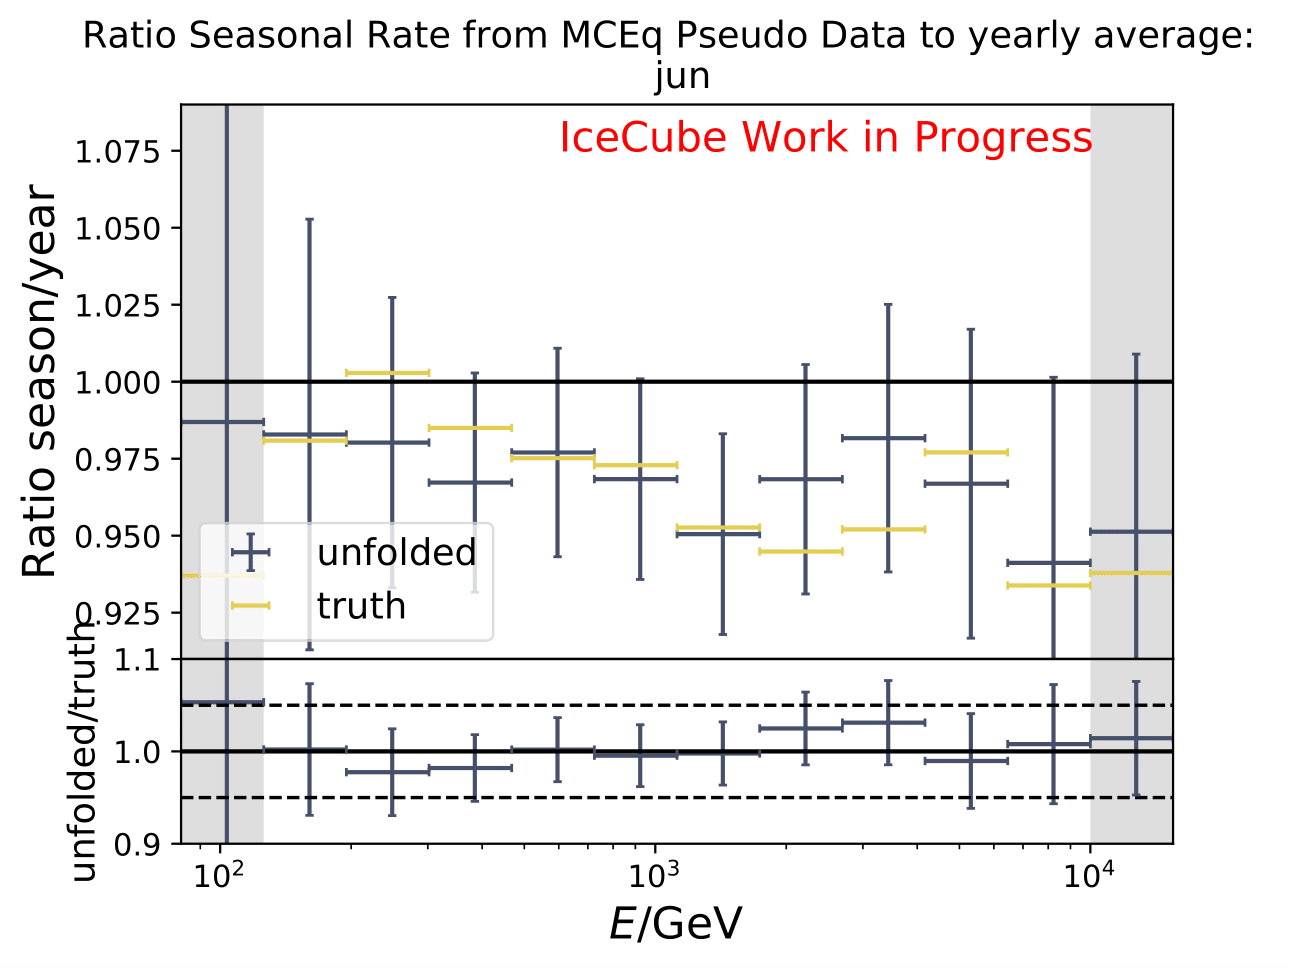 Ratio Seasonal Rate from MCEq Pseudo Data to yearly average:
jun
IceCube Work in Progress
Ratio season/year
1.075
1.050
1.025
1.000
0.975
0.950
0.925
unfolded
truth
unfolded/truth
1.1
1.0
0.9
10²
10³
10⁴
E/GeV